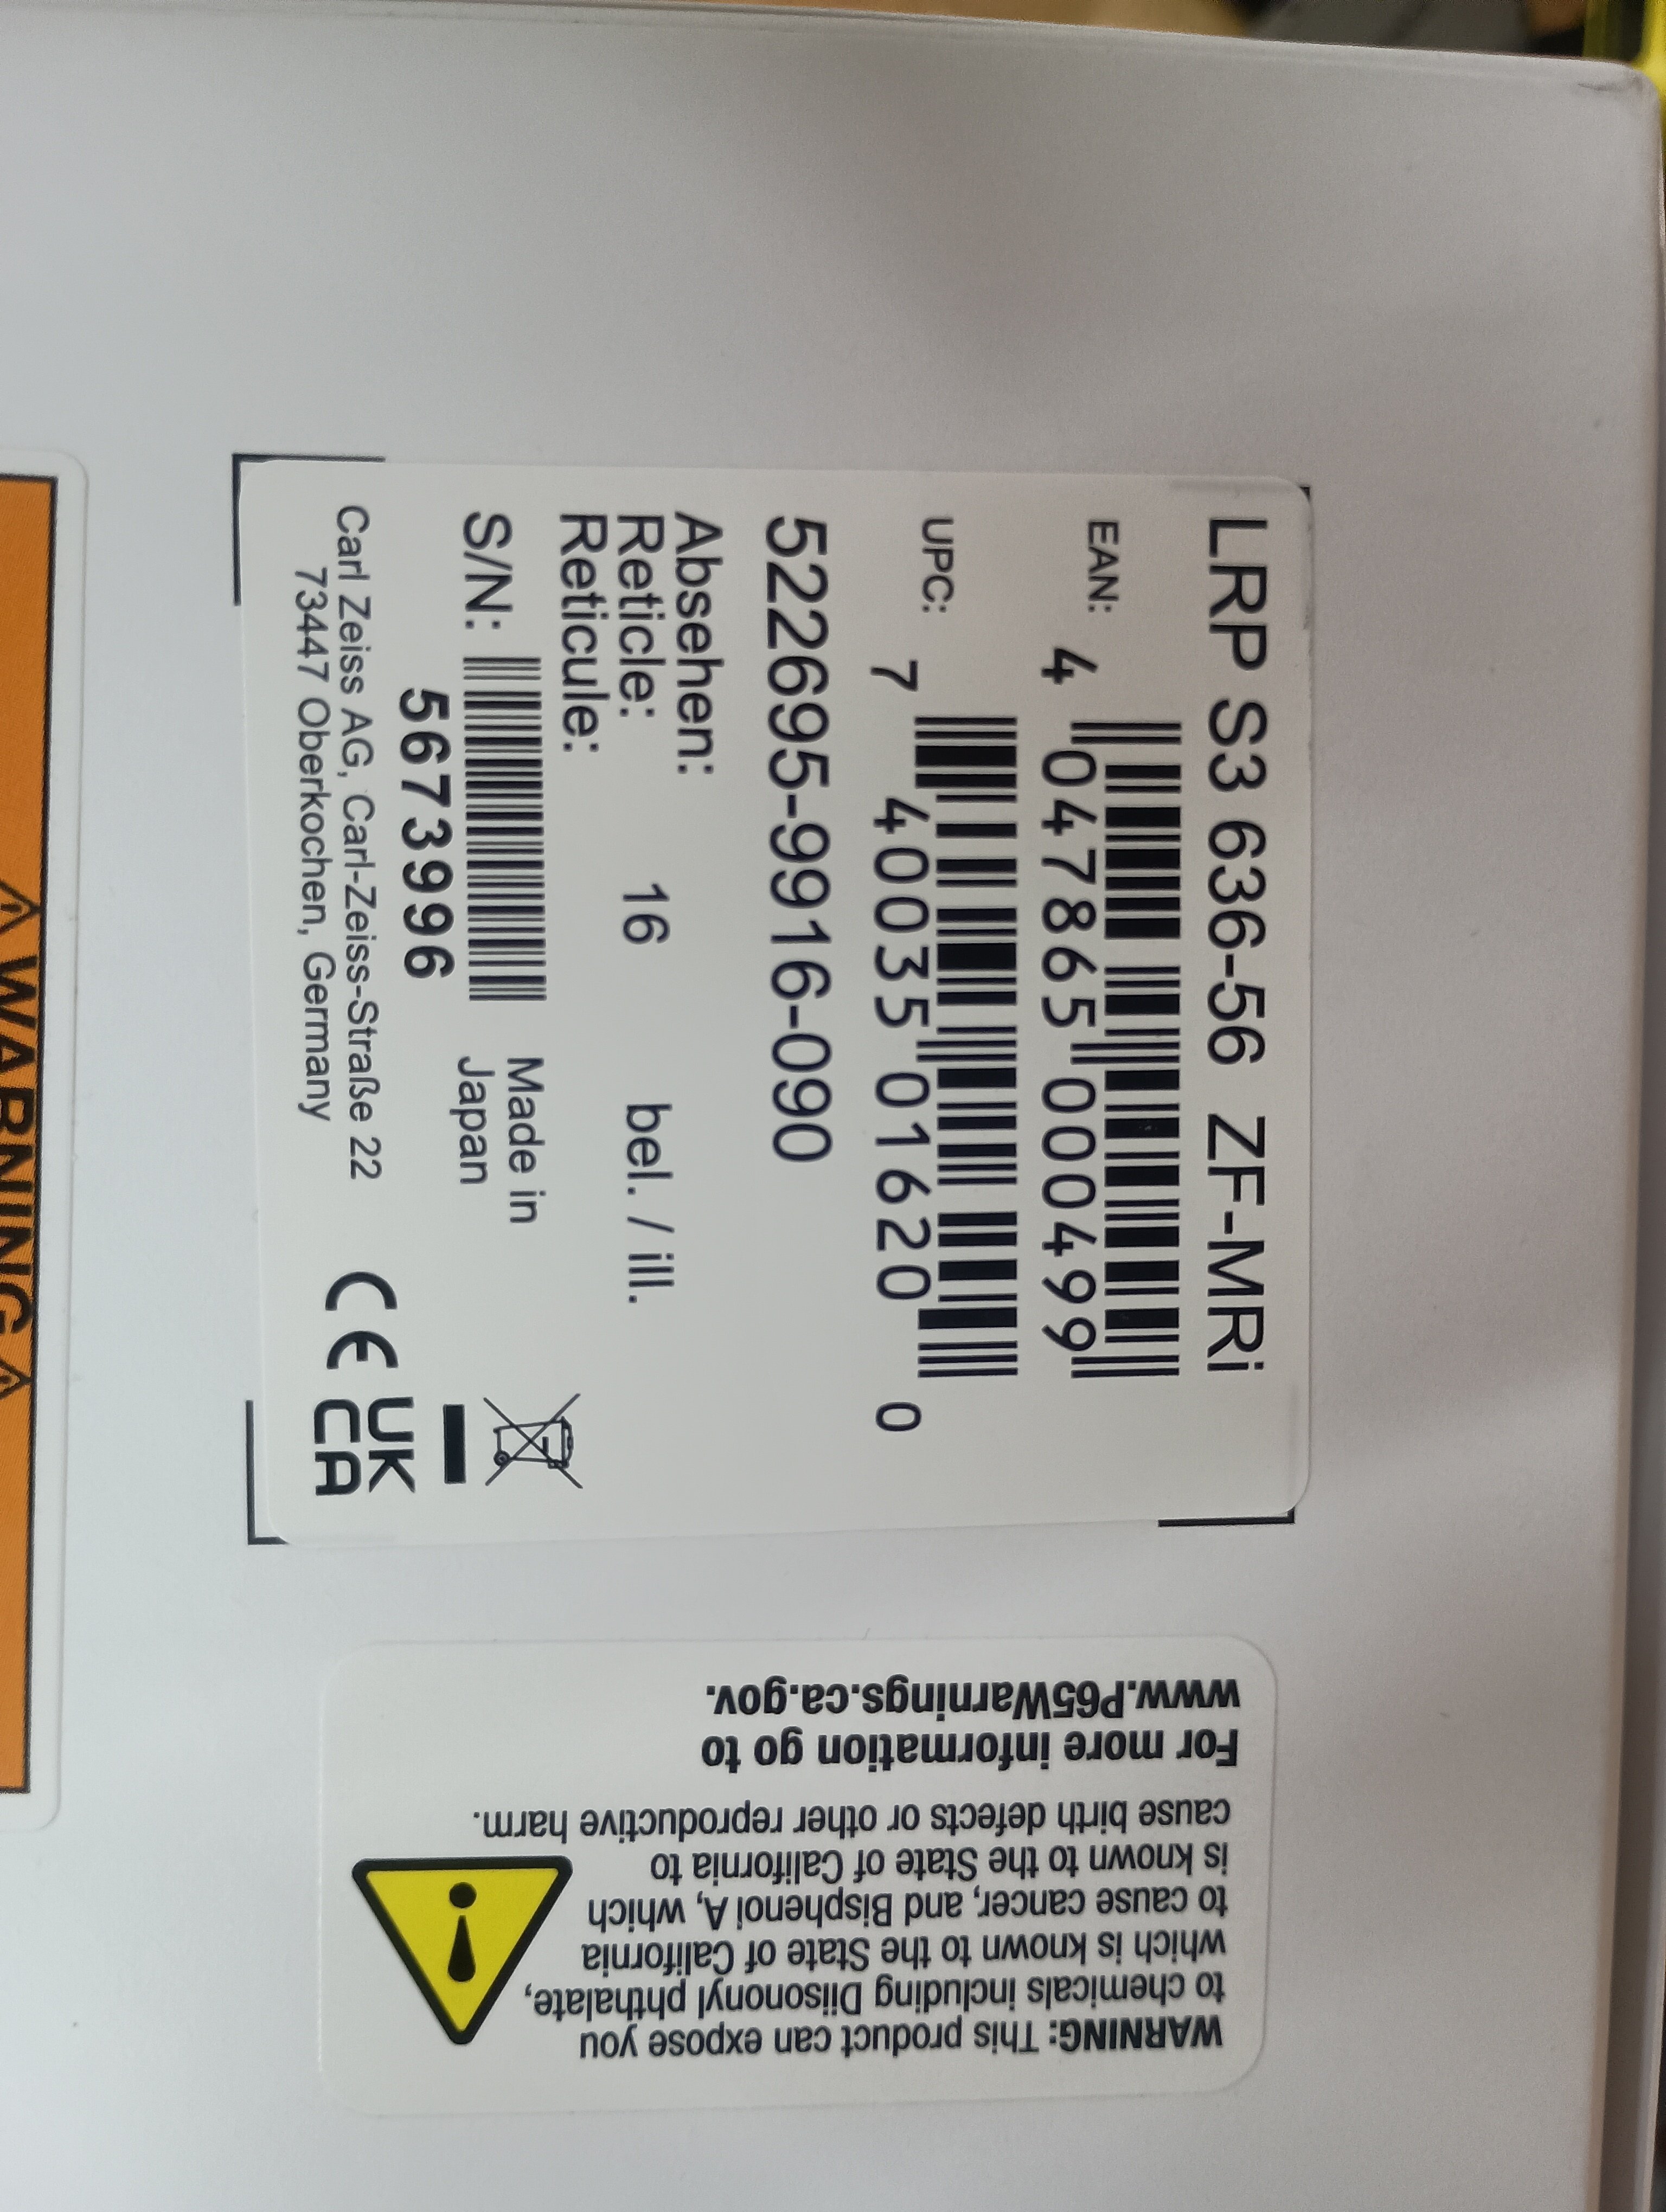 LRP S3 636-56 ZF-MRi
EAN:
4 047865 000499
UPC:
7 40035 01620 0
522695-9916-090
Absehen:
Reticle: 16 bel. / ill.
Reticule:
S/N:
5673996
Made in
Japan
Carl Zeiss AG, Carl-Zeiss-Straße 22
73447 Oberkochen, Germany
CE
UK
CA
WARNING: This product can expose you
to chemicals including Diisononyl phthalate,
which is known to the State of California
to cause cancer, and Bisphenol A, which
is known to the State of California to
cause birth defects or other reproductive harm.
For more information go to
www.P65Warnings.ca.gov.
WARNING